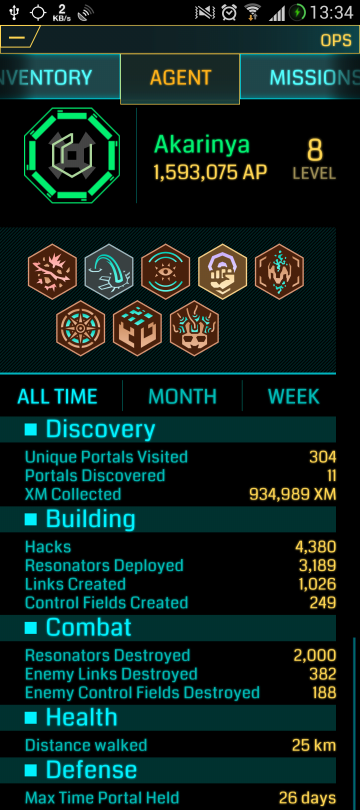 2
KB/s
13:34
OPS
NVENTORY AGENT MISSIONS
Akarinya
1,593,075 AP
8
LEVEL
ALL TIME MONTH WEEK
Discovery
Unique Portals Visited 304
Portals Discovered 11
XM Collected 934,989 XM
Building
Hacks 4,380
Resonators Deployed 3,189
Links Created 1,026
Control Fields Created 249
Combat
Resonators Destroyed 2,000
Enemy Links Destroyed 382
Enemy Control Fields Destroyed 188
Health
Distance walked 25 km
Defense
Max Time Portal Held 26 days